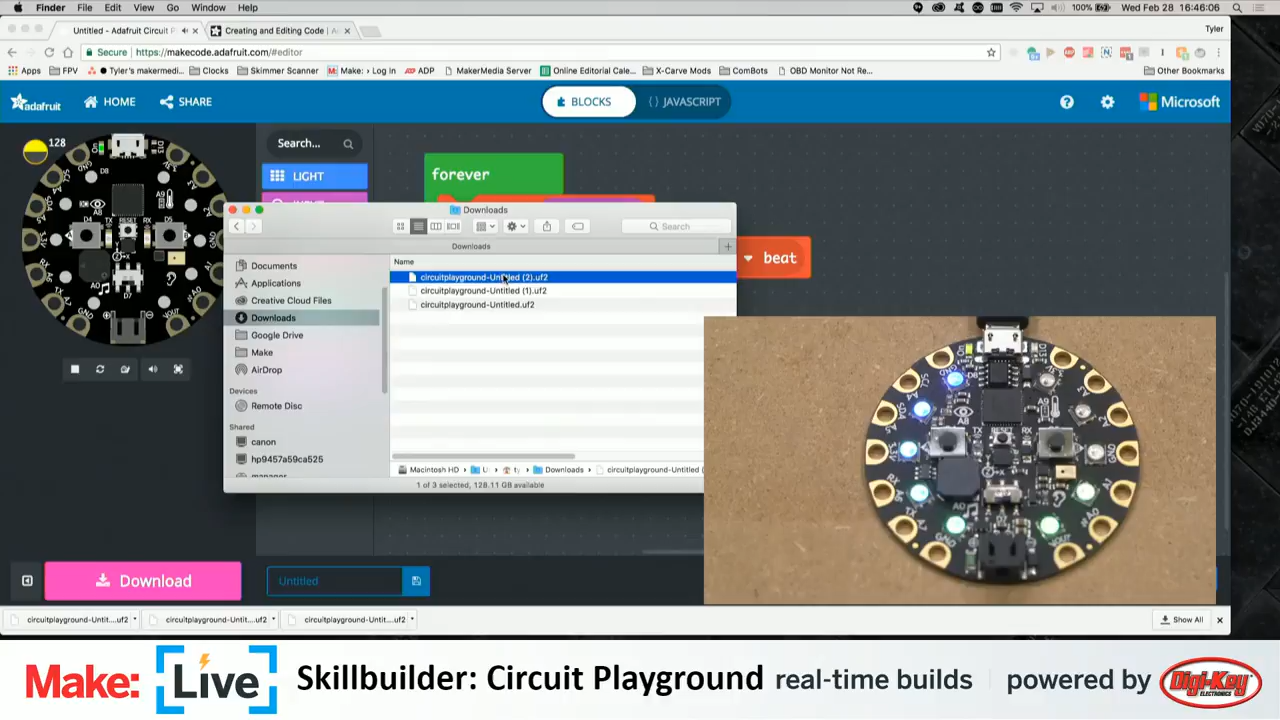 Finder File Edit View Go Window Help
100% Wed Feb 28 16:46:06
Untitled - Adafruit Circuit P
Creating and Editing Code | A
Tyler
Secure https://makecode.adafruit.com/#editor
Apps FPV Tyler's makermedi... Clocks Skimmer Scanner Make: > Log In ADP MakerMedia Server Online Editorial Cale... X-Carve Mods ComBots OBD Monitor Not Re... Other Bookmarks
adafruit HOME SHARE BLOCKS JAVASCRIPT Microsoft
128
Search...
LIGHT
forever
beat
Downloads
Search
Downloads
Name
circuitplayground-Untitled (2).uf2
circuitplayground-Untitled (1).uf2
circuitplayground-Untitled.uf2
Documents
Applications
Creative Cloud Files
Downloads
Google Drive
Make
AirDrop
Devices
Remote Disc
Shared
canon
hp9457a59ca525
Macintosh HD Downloads circuitplayground-Untitled (
1 of 3 selected, 128.11 GB available
Download
Untitled
circuitplayground-Untit....uf2
circuitplayground-Untit....uf2
circuitplayground-Untit....uf2
Show All
Make: Live Skillbuilder: Circuit Playground real-time builds powered by Digi-Key
ELECTRONICS